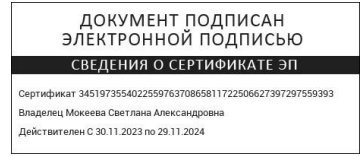 ДОКУМЕНТ ПОДПИСАН
ЭЛЕКТРОННОЙ ПОДПИСЬЮ
СВЕДЕНИЯ О СЕРТИФИКАТЕ ЭП
Сертификат 345197355402255976370865811722506627397297559393
Владелец Мокеева Светлана Александровна
Действителен С 30.11.2023 по 29.11.2024